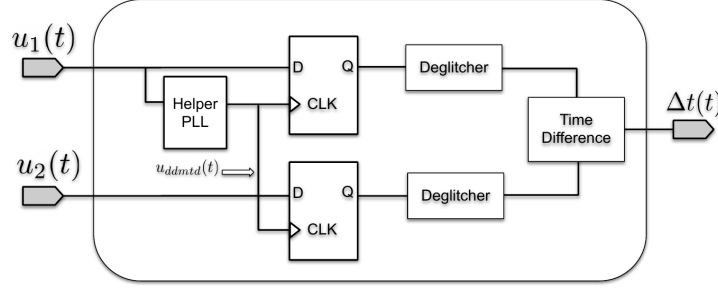 u₁(t)
D Q
Deglitcher
Helper
PLL
CLK
Δt(t)
Time
Difference
u₂(t)
u_ddmtd(t)
D Q
Deglitcher
CLK